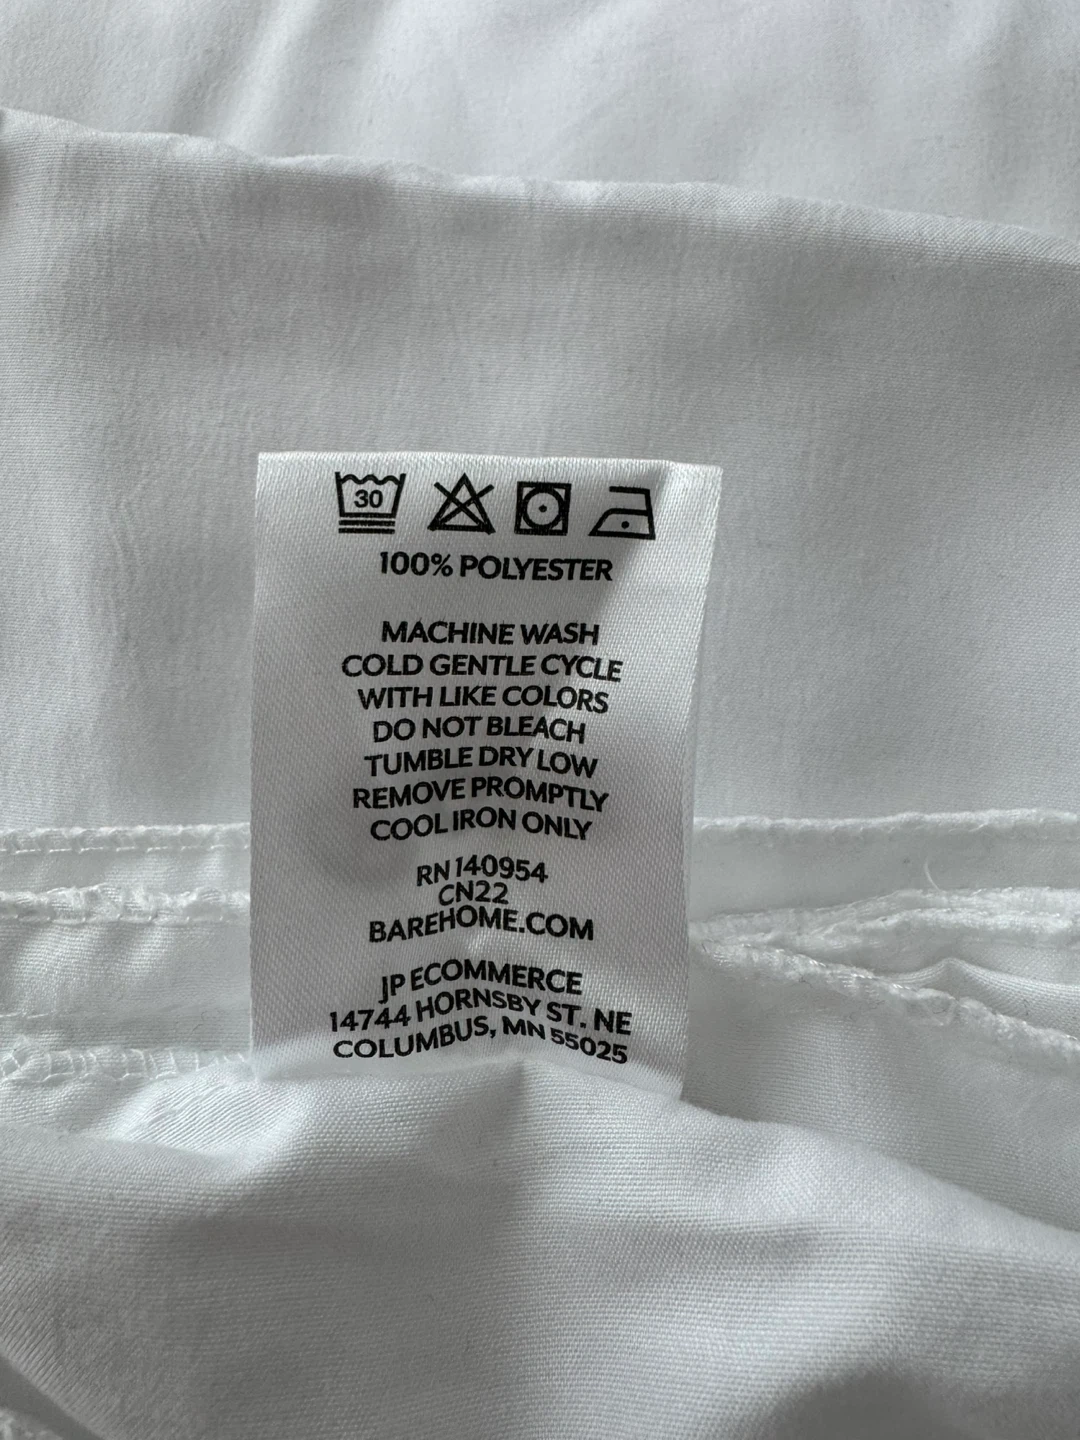 30
100% POLYESTER
MACHINE WASH
COLD GENTLE CYCLE
WITH LIKE COLORS
DO NOT BLEACH
TUMBLE DRY LOW
REMOVE PROMPTLY
COOL IRON ONLY
RN 140954
CN22
BAREHOME.COM
JP ECOMMERCE
14744 HORNSBY ST. NE
COLUMBUS, MN 55025